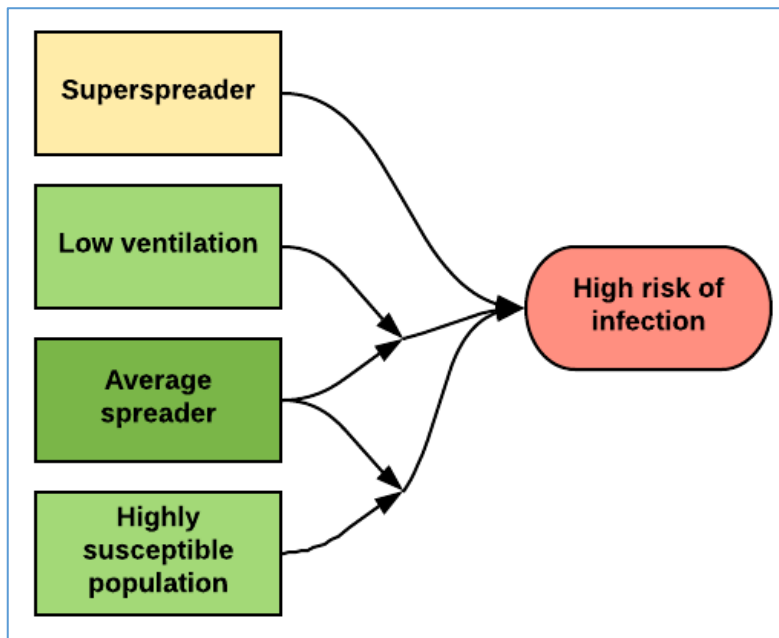 Superspreader
Low ventilation
Average
spreader
Highly
susceptible
population
High risk of
infection